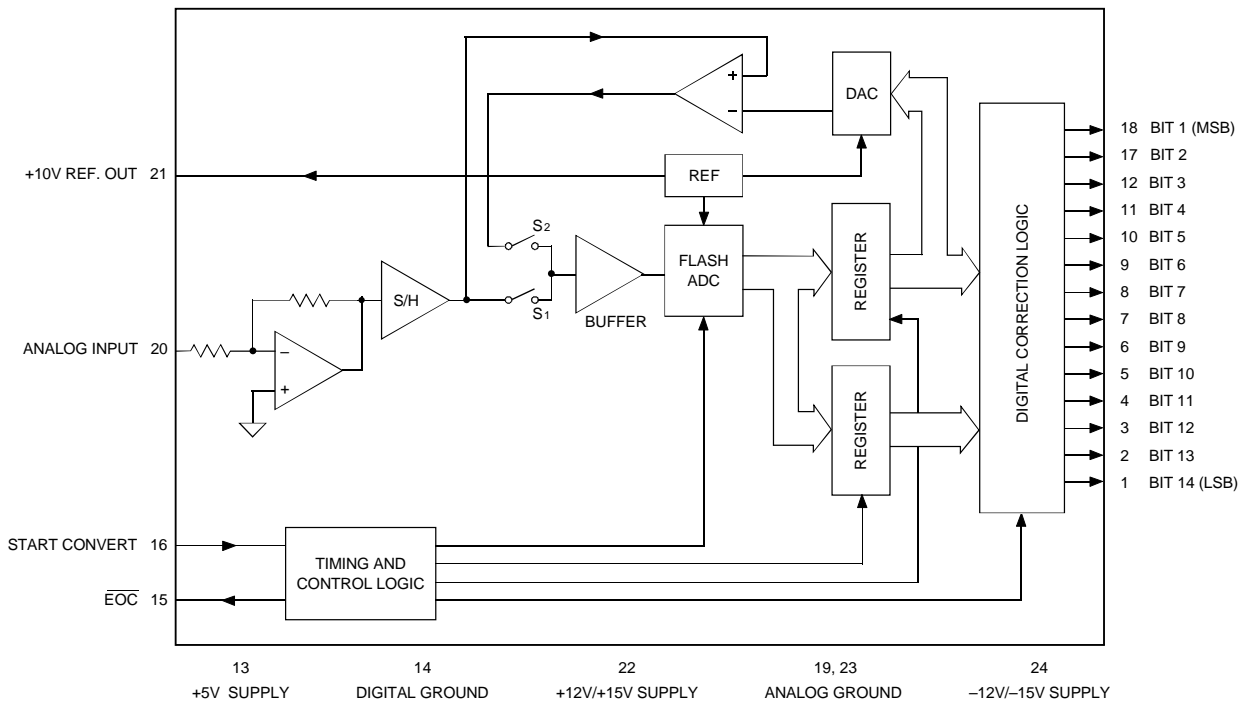 DAC
18 BIT 1 (MSB)
17 BIT 2
+10V REF. OUT 21
REF
12 BIT 3
11 BIT 4
S2
10 BIT 5
FLASH
ADC
REGISTER
9 BIT 6
S/H
8 BIT 7
S1
BUFFER
7 BIT 8
ANALOG INPUT 20
–
+
+
–
6 BIT 9
DIGITAL CORRECTION LOGIC
5 BIT 10
4 BIT 11
REGISTER
3 BIT 12
2 BIT 13
1 BIT 14 (LSB)
START CONVERT 16
TIMING AND
CONTROL LOGIC
EOC 15
13
+5V SUPPLY
14
DIGITAL GROUND
22
+12V/+15V SUPPLY
19, 23
ANALOG GROUND
24
–12V/–15V SUPPLY